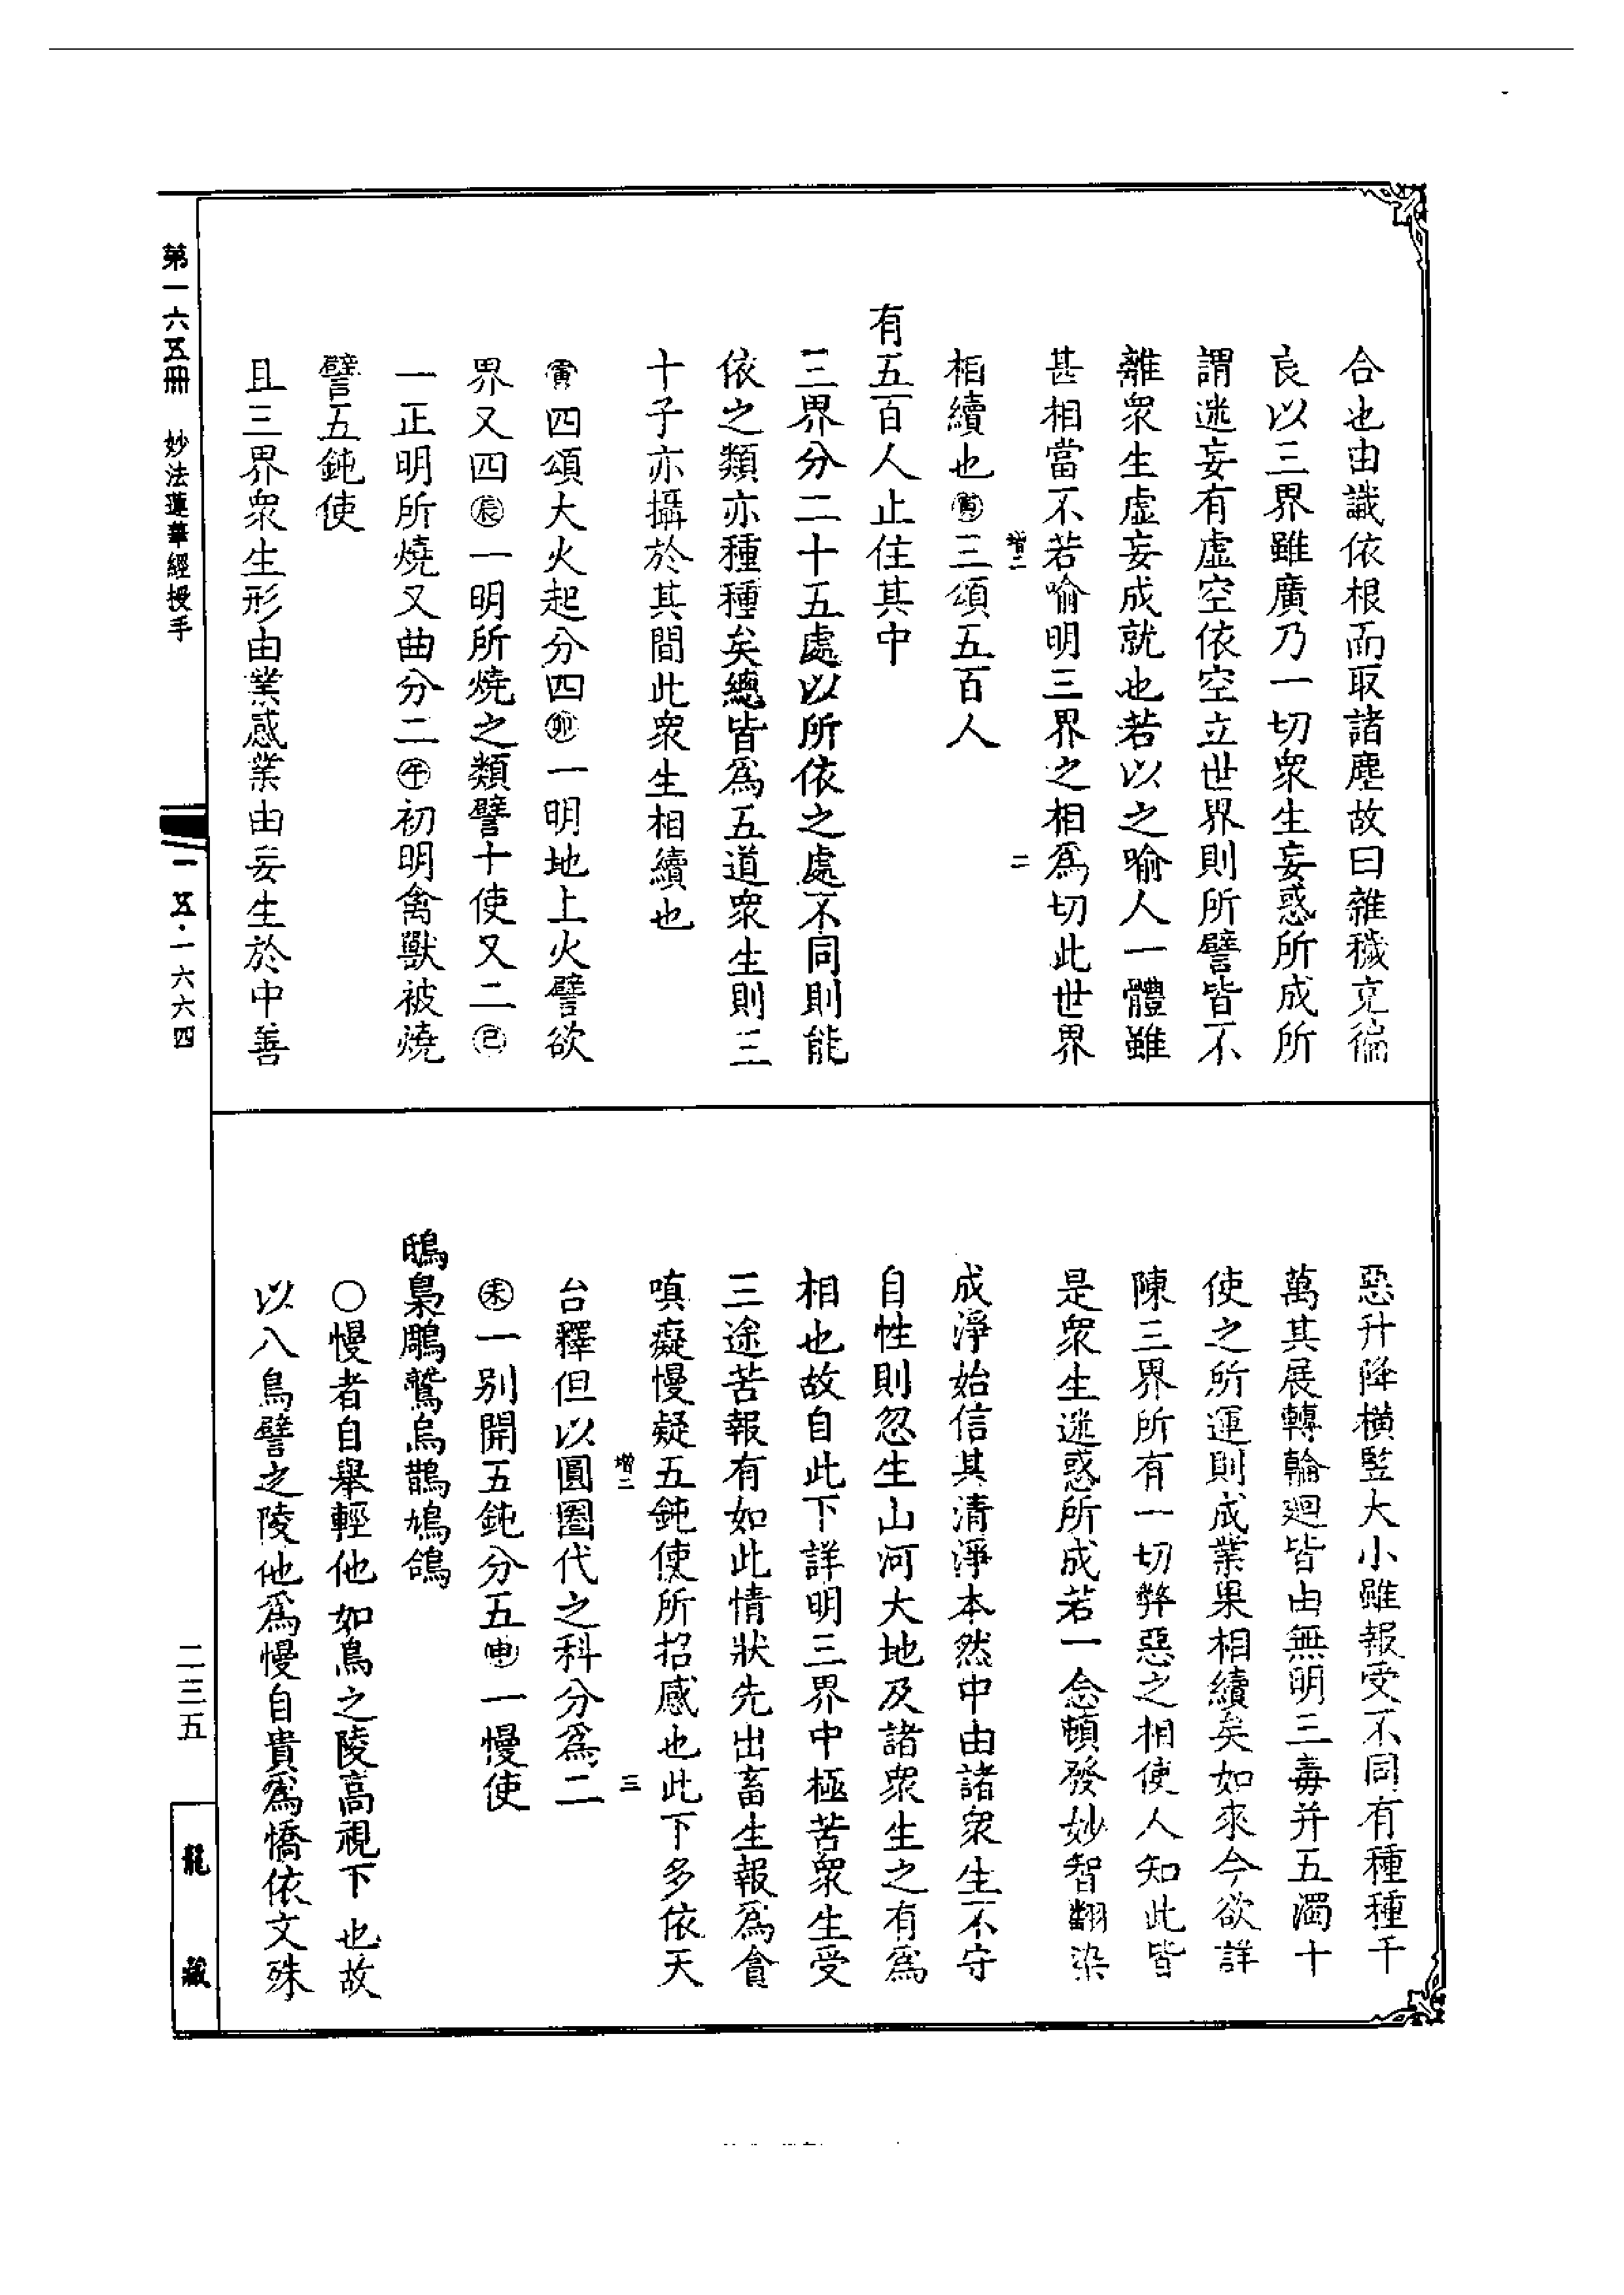 合也由識依根而取諸塵故曰雜穢充徧
良以三界雖廣乃一切衆生妄惑所成所
謂迷妄有虛空依空立世界則所譬皆不
離衆生虛妄成就也若以之喻人一體雖
甚相當不若喻明三界之相爲切此世界
增二 二
相續也㊞三頌五百人
有五百人止住其中
三界分二十五處以所依之處不同則能
依之類亦種種矣總皆爲五道衆生則三
十子亦攝於其間此衆生相續也
寅四頌大火起分四卯一明地上火譬欲
界又四辰一明所燒之類譬十使又二巳
一正明所燒又曲分二午初明禽獸被燒
譬五鈍使
且三界衆生形由業感業由妄生於中善
第一六五冊 妙法蓮華經授手
一五·一六六四
惡升降橫豎大小雖報受不同有種種千
萬其展轉輪迴皆由無明三毒并五濁十
使之所運則成業果相續矣如來今欲詳
陳三界所有一切弊惡之相使人知此皆
是衆生迷惑所成若一念頓發妙智翻染
成淨始信其清淨本然中由諸衆生不守
自性則忽生山河大地及諸衆生之有爲
相也故自此下詳明三界中極苦衆生受
三途苦報有如此情狀先出畜生報爲貪
嗔癡慢疑五鈍使所招感也此下多依天
增二 三
台釋但以圓圈代之科分爲二
未一別開五鈍分五申一慢使
鴟梟鵰鷲烏鵲鳩鴿
○慢者自舉輕他如鳥之陵高視下也故
以八鳥譬之陵他爲慢自貴爲憍依文殊
二三五
龍藏